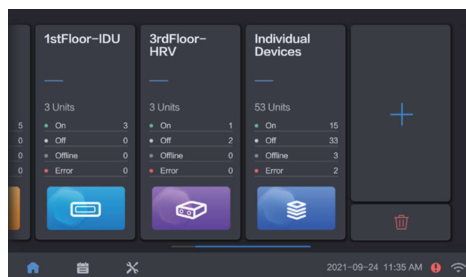 1stFloor-IDU
3 Units
On 3
Off 0
Offline 0
Error 0
3rdFloor-
HRV
3 Units
On 1
Off 2
Offline 0
Error 0
Individual
Devices
53 Units
On 15
Off 33
Offline 3
Error 2
5
0
0
0
2021-09-24 11:35 AM